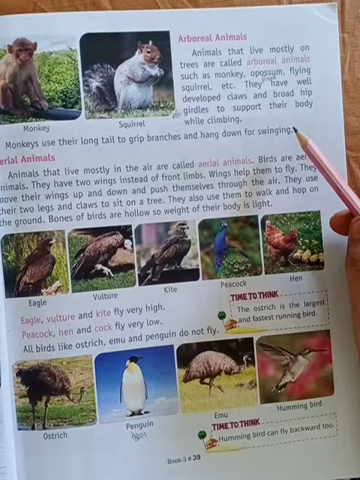 Arboreal Animals
Animals that live mostly on
trees are called arboreal animals
such as monkey, opossum, flying
squirrel, etc. They have well
developed claws and broad hip
girdles to support their body
while climbing.
Monkey
Squirrel
Monkeys use their long tail to grip branches and hang down for swinging.
erial Animals
Animals that live mostly in the air are called aerial animals. Birds are aerial
nimals. They have two wings instead of front limbs. Wings help them to fly. They
move their wings up and down and push themselves through the air. They use
their two legs and claws to sit on a tree. They also use them to walk and hop on
the ground. Bones of birds are hollow so weight of their body is light.
Eagle
Vulture
Kite
Peacock
Hen
Eagle, vulture and kite fly very high.
Peacock, hen and cock fly very low.
TIME TO THINK
The ostrich is the largest
and fastest running bird.
All birds like ostrich, emu and penguin do not fly.
Ostrich
Penguin
Emu
Humming bird
TIME TO THINK
Humming bird can fly backward too.
Book-3 # 39